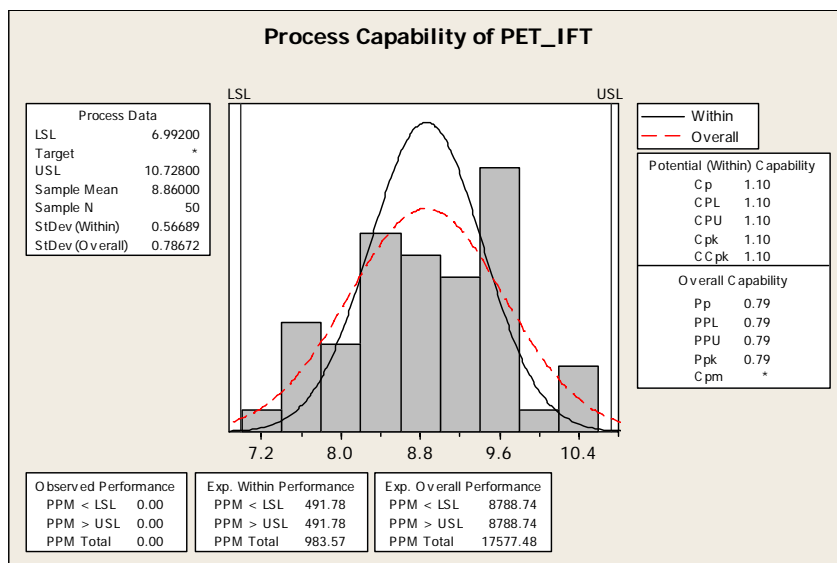 Process Capability of PET_IFT
LSL
USL
Process Data
LSL 6.99200
Target *
USL 10.72800
Sample Mean 8.86000
Sample N 50
StDev(Within) 0.56689
StDev(Overall) 0.78672
Within
Overall
Potential (Within) Capability
Cp 1.10
CPL 1.10
CPU 1.10
Cpk 1.10
CCpk 1.10
Overall Capability
Pp 0.79
PPL 0.79
PPU 0.79
Ppk 0.79
Cpm *
7.2 8.0 8.8 9.6 10.4
Observed Performance
PPM < LSL 0.00
PPM > USL 0.00
PPM Total 0.00
Exp. Within Performance
PPM < LSL 491.78
PPM > USL 491.78
PPM Total 983.57
Exp. Overall Performance
PPM < LSL 8788.74
PPM > USL 8788.74
PPM Total 17577.48